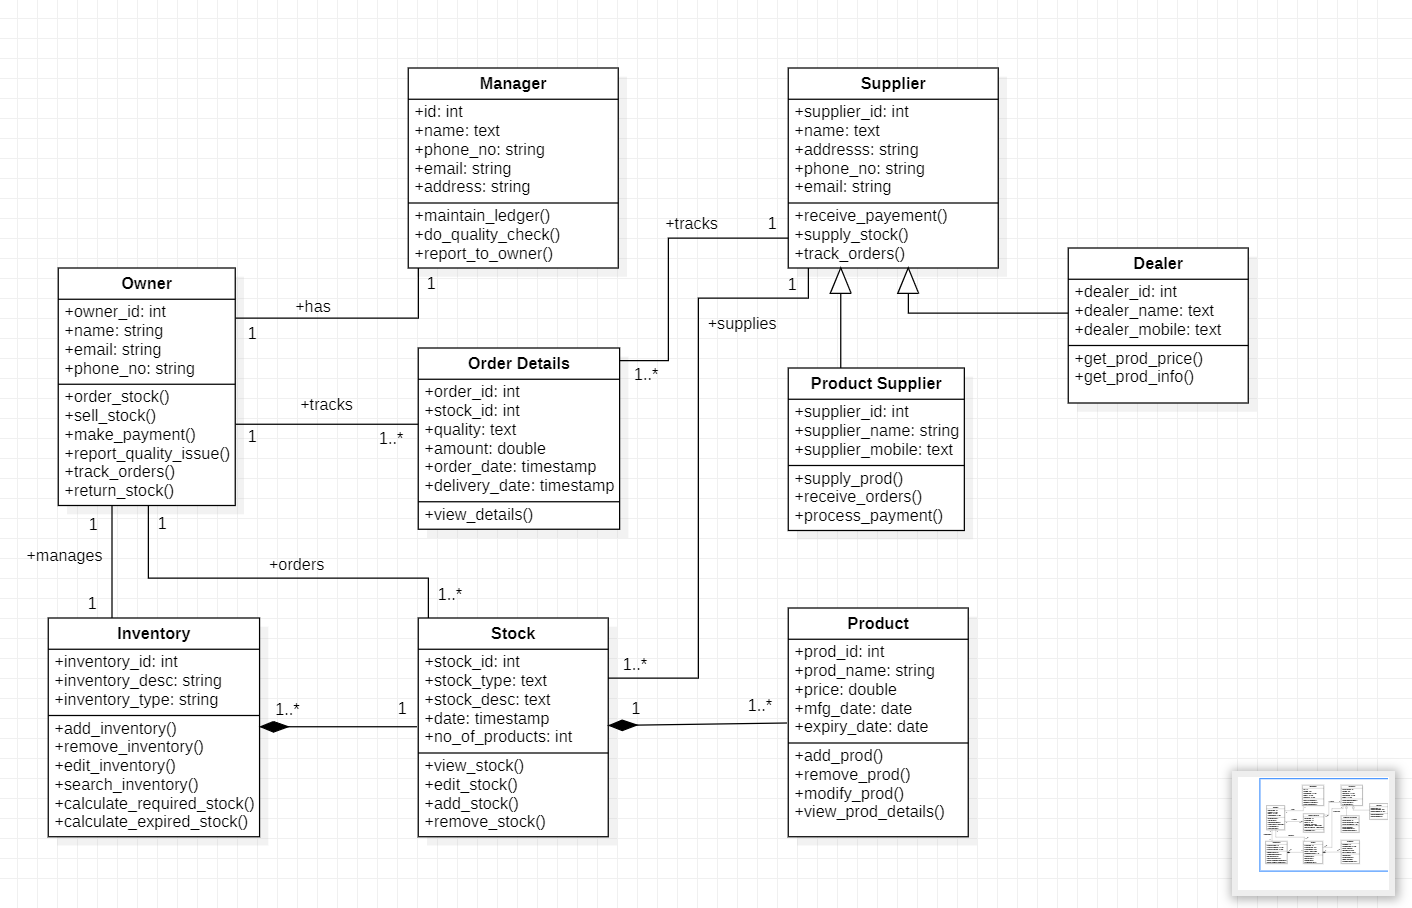 Manager
+id: int
+name: text
+phone_no: string
+email: string
+address: string
+maintain_ledger()
+do_quality_check()
+report_to_owner()
1
Supplier
+supplier_id: int
+name: text
+addresss: string
+phone_no: string
+email: string
+receive_payement()
+supply_stock()
+track_orders()
+tracks
1
1
+supplies
Dealer
+dealer_id: int
+dealer_name: text
+dealer_mobile: text
+get_prod_price()
+get_prod_info()
Owner
+owner_id: int
+name: string
+email: string
+phone_no: string
+order_stock()
+sell_stock()
+make_payment()
+report_quality_issue()
+track_orders()
+return_stock()
+has
1
+tracks
1
1..*
Order Details
+order_id: int
+stock_id: int
+quality: text
+amount: double
+order_date: timestamp
+delivery_date: timestamp
+view_details()
1..*
Product Supplier
+supplier_id: int
+supplier_name: string
+supplier_mobile: text
+supply_prod()
+receive_orders()
+process_payment()
1
1
+manages
+orders
1
1..*
Inventory
+inventory_id: int
+inventory_desc: string
+inventory_type: string
+add_inventory()
+remove_inventory()
+edit_inventory()
+search_inventory()
+calculate_required_stock()
+calculate_expired_stock()
1..*
1
Stock
+stock_id: int
+stock_type: text
+stock_desc: text
+date: timestamp
+no_of_products: int
+view_stock()
+edit_stock()
+add_stock()
+remove_stock()
1..*
1
1..*
Product
+prod_id: int
+prod_name: string
+price: double
+mfg_date: date
+expiry_date: date
+add_prod()
+remove_prod()
+modify_prod()
+view_prod_details()